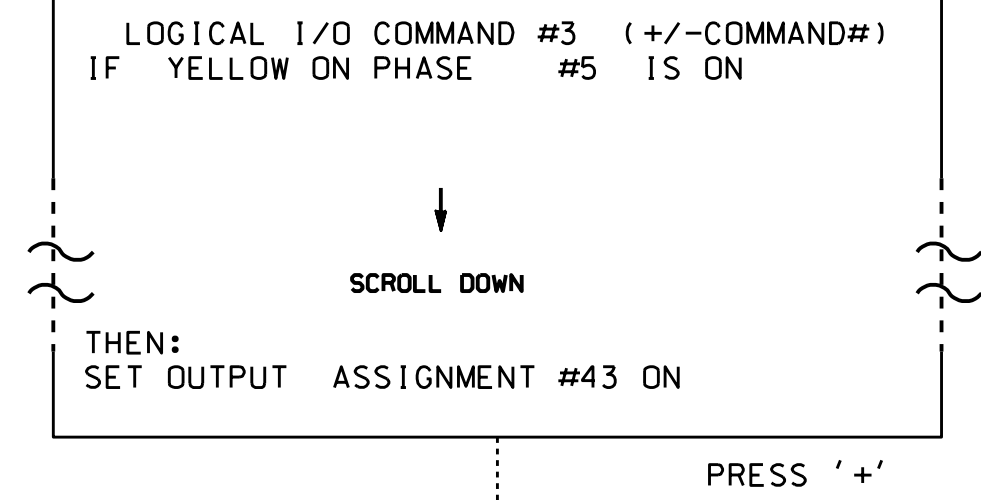 LOGICAL I/O COMMAND #3 (+/-COMMAND#)
IF YELLOW ON PHASE #5 IS ON
SCROLL DOWN
THEN:
SET OUTPUT ASSIGNMENT #43 ON
PRESS '+'